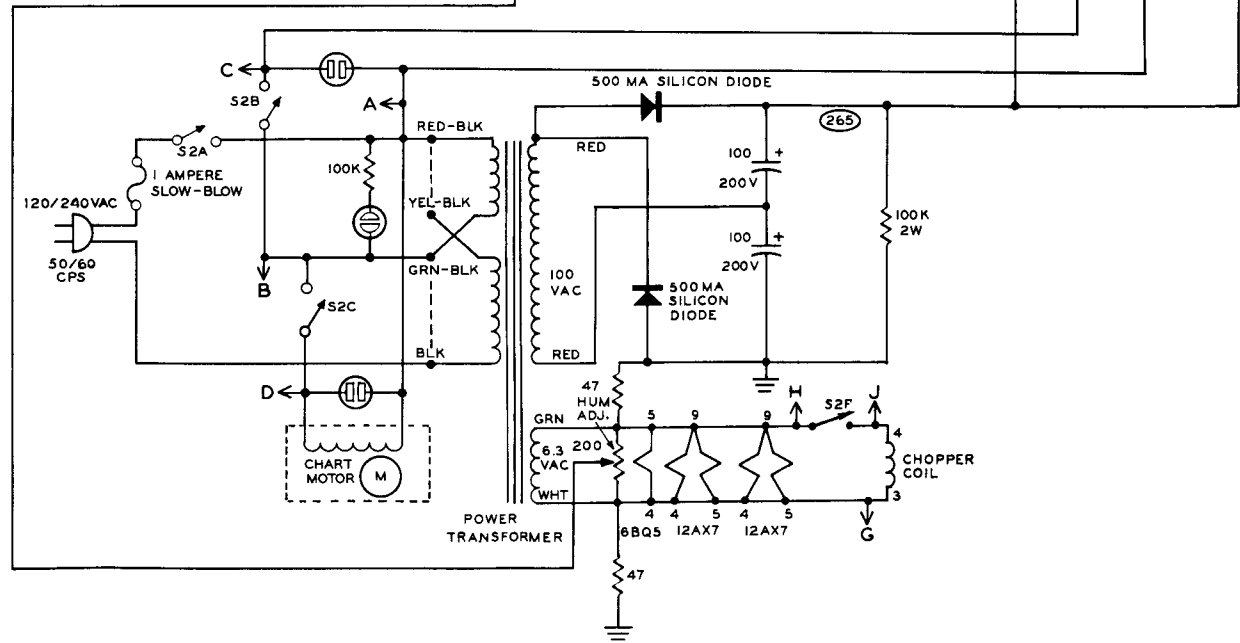 C
500 MA SILICON DIODE
S2B
A
RED-BLK
265
S2A
RED
100 +
200V
1 AMPERE
SLOW-BLOW
100K
120/240VAC
YEL-BLK
100K
2W
50/60
CPS
GRN-BLK
100 +
200V
100
VAC
B
500 MA
SILICON
DIODE
S2C
BLK
RED
D
47
HUM
ADJ.
H
S2F
J
GRN
5
9
9
4
6.3
VAC
200
CHART
MOTOR
M
CHOPPER
COIL
WHT
3
4
4
5
4
5
POWER
TRANSFORMER
6BQ5
12AX7
12AX7
G
47